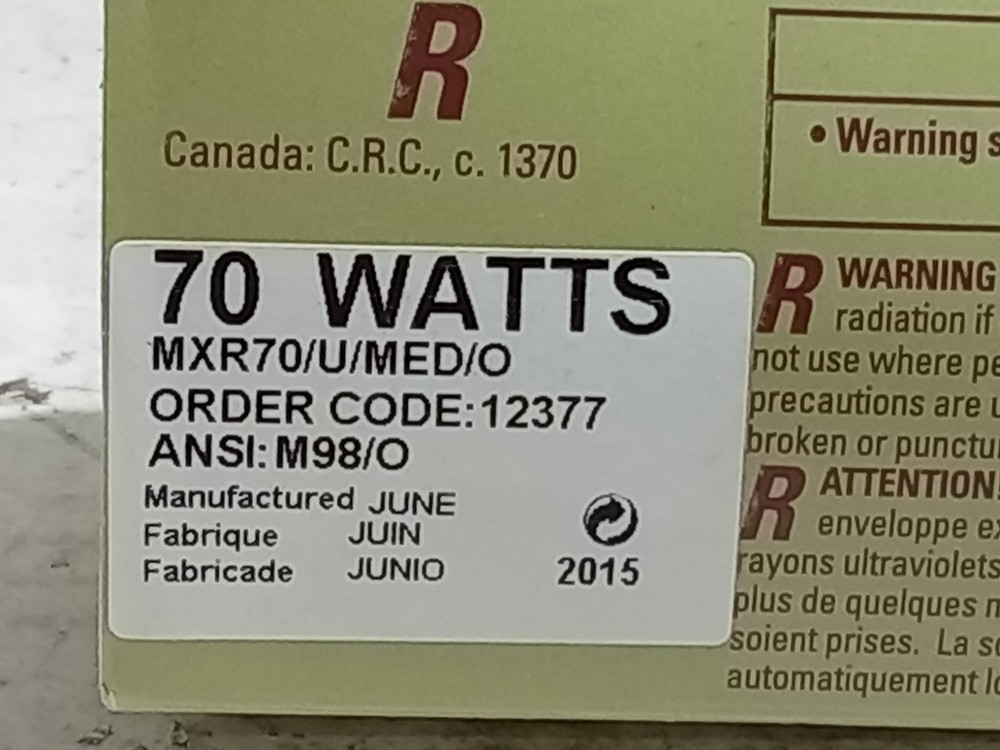 R
Canada: C.R.C., c. 1370
• Warning
70 WATTS
MXR70/U/MED/O
ORDER CODE:12377
ANSI:M98/O
Manufactured JUNE
Fabrique JUIN
Fabricade JUNIO
2015
R WARNING
radiation if
not use where
precautions are
broken or
R ATTENTION
enveloppe
rayons ultraviolets
plus de quelques
soient prises. La
automatiquement